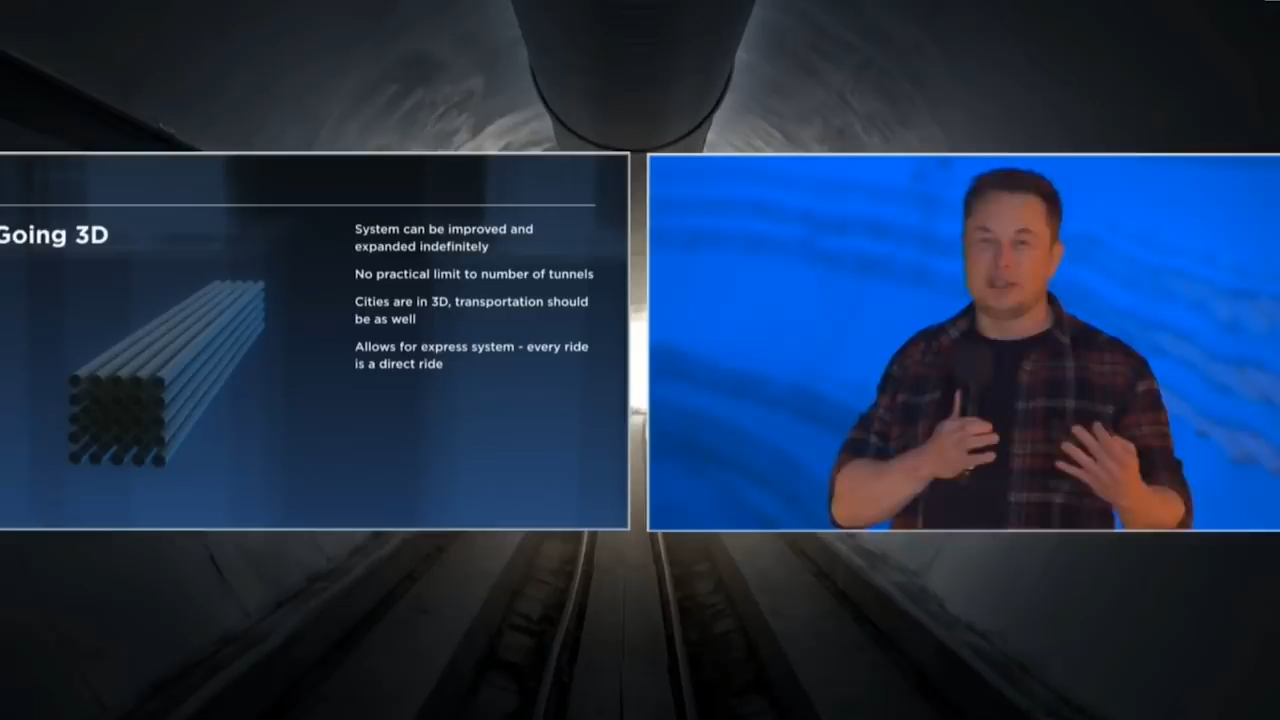 Going 3D
System can be improved and
expanded indefinitely
No practical limit to number of tunnels
Cities are in 3D, transportation should
be as well
Allows for express system - every ride
is a direct ride